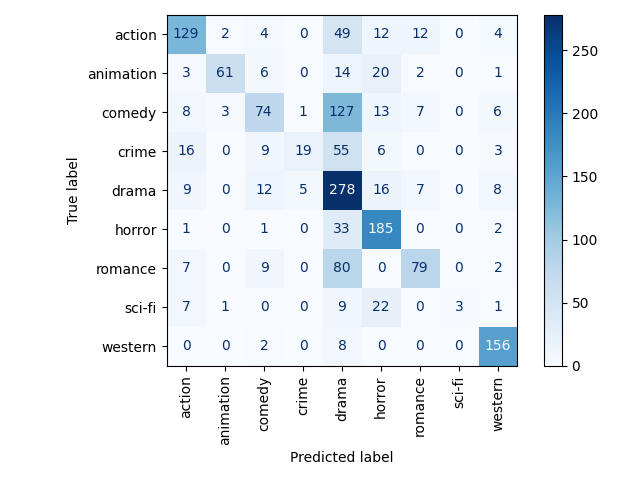 action 129 2 4 0 49 12 12 0 4
animation 3 61 6 0 14 20 2 0 1
comedy 8 3 74 1 127 13 7 0 6
crime 16 0 9 19 55 6 0 0 3
drama 9 0 12 5 278 16 7 0 8
horror 1 0 1 0 33 185 0 0 2
romance 7 0 9 0 80 0 79 0 2
sci-fi 7 1 0 0 9 22 0 3 1
western 0 0 2 0 8 0 0 0 156
action animation comedy crime drama horror romance sci-fi western
Predicted label
True label
250
200
150
100
50
0